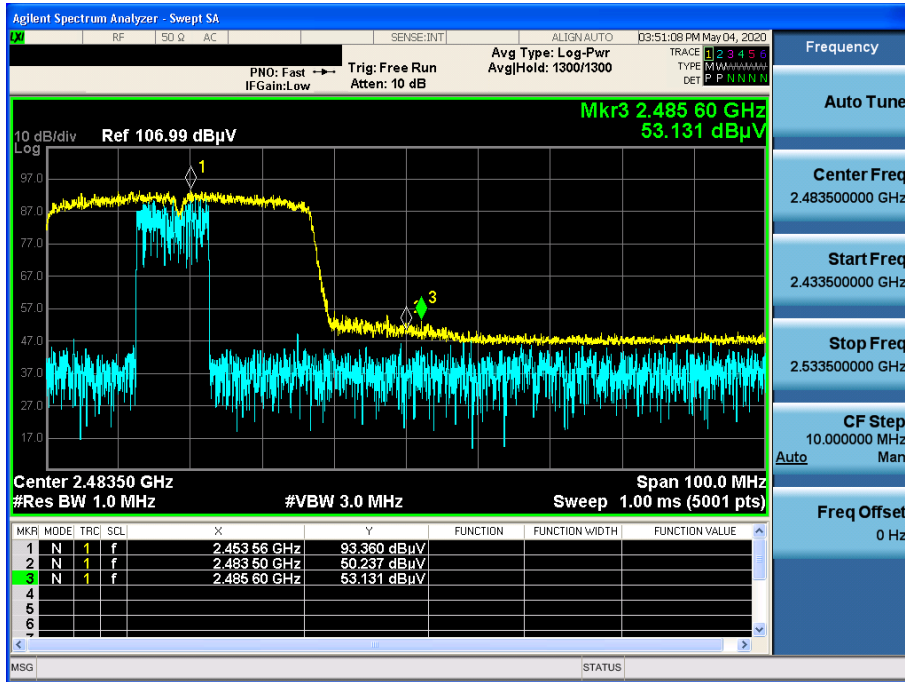 Agilent Spectrum Analyzer - Swept SA
LXI RF 50 Ω AC SENSE:INT ALIGN AUTO 03:51:08 PM May 04, 2020
Avg Type: Log-Pwr TRACE 1 2 3 4 5 6
PNO: Fast Trig: Free Run Avg|Hold: 1300/1300 TYPE M W W W W W
IFGain:Low Atten: 10 dB DET P P N N N N
Mkr3 2.485 60 GHz
10 dB/div Ref 106.99 dBµV 53.131 dBµV
Log
97.0
87.0
77.0
67.0
57.0
47.0
37.0
27.0
17.0
1
2
3
Center 2.48350 GHz Span 100.0 MHz
#Res BW 1.0 MHz #VBW 3.0 MHz Sweep 1.00 ms (5001 pts)
MKR MODE TRC SCL X Y FUNCTION FUNCTION WIDTH FUNCTION VALUE
1 N 1 f 2.453 56 GHz 93.360 dBµV
2 N 1 f 2.483 50 GHz 50.237 dBµV
3 N 1 f 2.485 60 GHz 53.131 dBµV
4
5
6
MSG STATUS
Frequency
Auto Tune
Center Freq
2.483500000 GHz
Start Freq
2.433500000 GHz
Stop Freq
2.533500000 GHz
CF Step
10.000000 MHz
Auto Man
Freq Offset
0 Hz